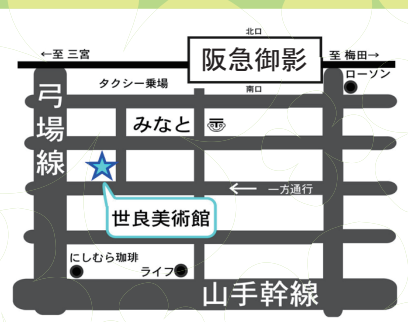 北口
←至 三宮
阪急御影
至 梅田→
タクシー乗場
南口
ローソン
弓場線
みなと
一方通行
世良美術館
にしむら珈琲
ライフ
山手幹線